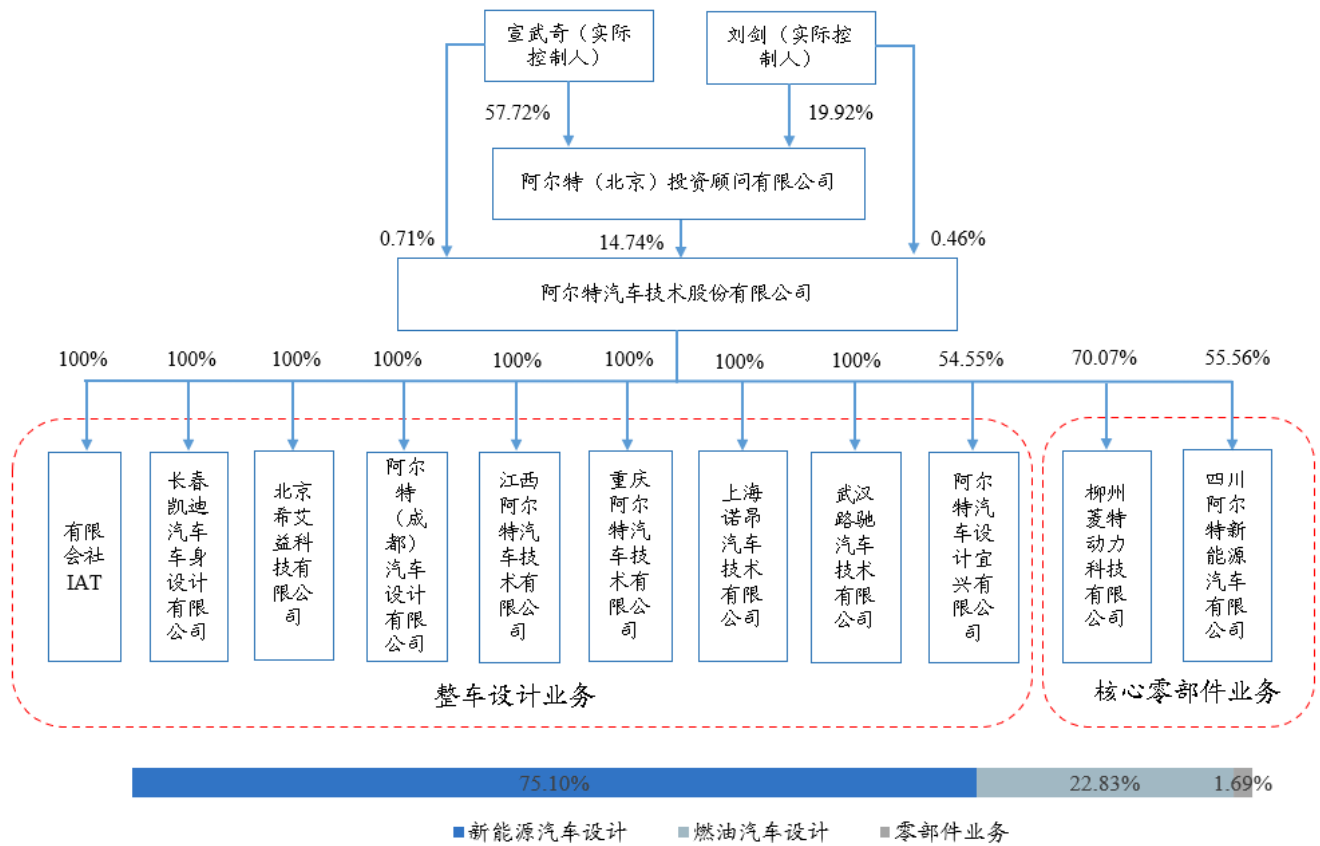 宣武奇（实际
控制人）
刘剑（实际控
制人）
57.72%
19.92%
阿尔特（北京）投资顾问有限公司
0.71%
14.74%
0.46%
阿尔特汽车技术股份有限公司
100%
100%
100%
100%
100%
100%
100%
100%
54.55%
70.07%
55.56%
有限
会社
IAT
长春
凯迪
汽车
车身
设计
有限
公司
北京
希艾
益科
技有
限公
司
阿尔
特
（成
都）
汽车
设计
有限
公司
江西
阿尔
特汽
车技
术有
限公
司
重庆
阿尔
特汽
车技
术有
限公
司
上海
诺昂
汽车
技术
有限
公司
武汉
路驰
汽车
技术
有限
公司
阿尔
特汽
车设
计宜
兴有
限公
司
柳州
菱特
动力
科技
有限
公司
四川
阿尔
特新
能源
汽车
有限
公司
整车设计业务
核心零部件业务
75.10%
22.83%
1.69%
新能源汽车设计
燃油汽车设计
零部件业务